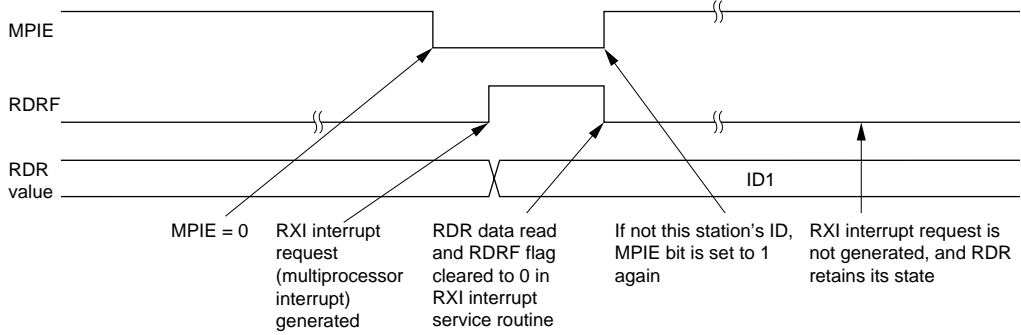 MPIE
RDRF
RDR
value
ID1
MPIE = 0
RXI interrupt
request
(multiprocessor
interrupt)
generated
RDR data read
and RDRF flag
cleared to 0 in
RXI interrupt
service routine
If not this station's ID,
MPIE bit is set to 1
again
RXI interrupt request is
not generated, and RDR
retains its state